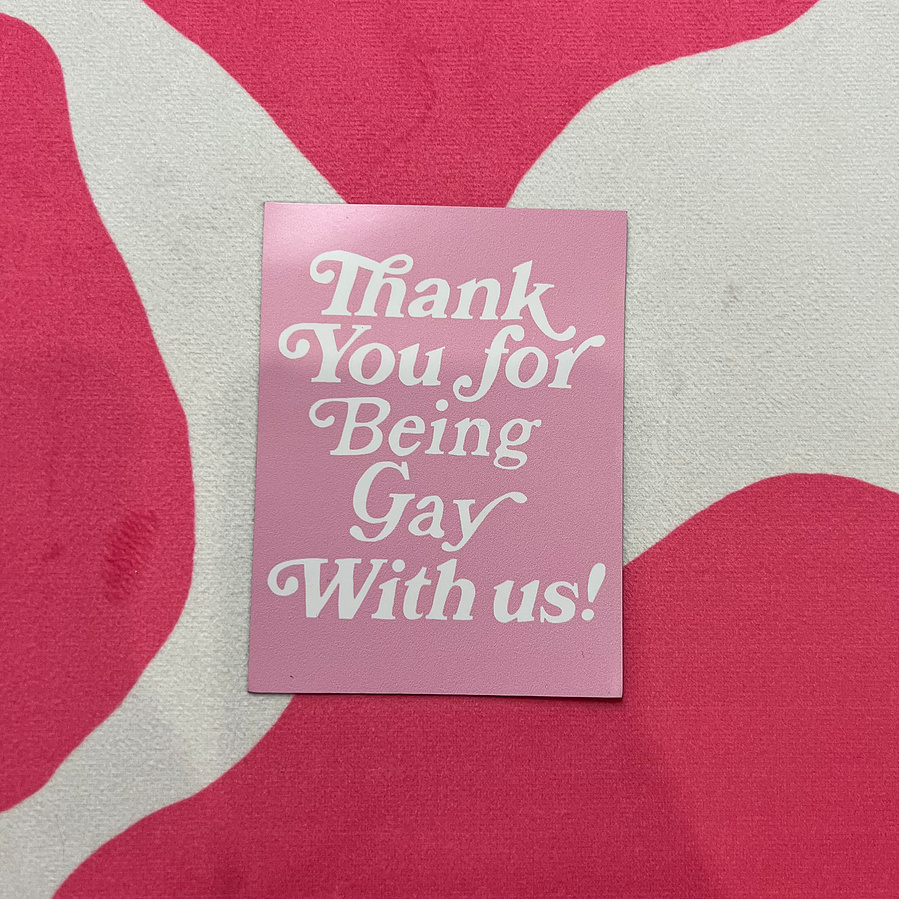 Thank
You for
Being
Gay
With us!